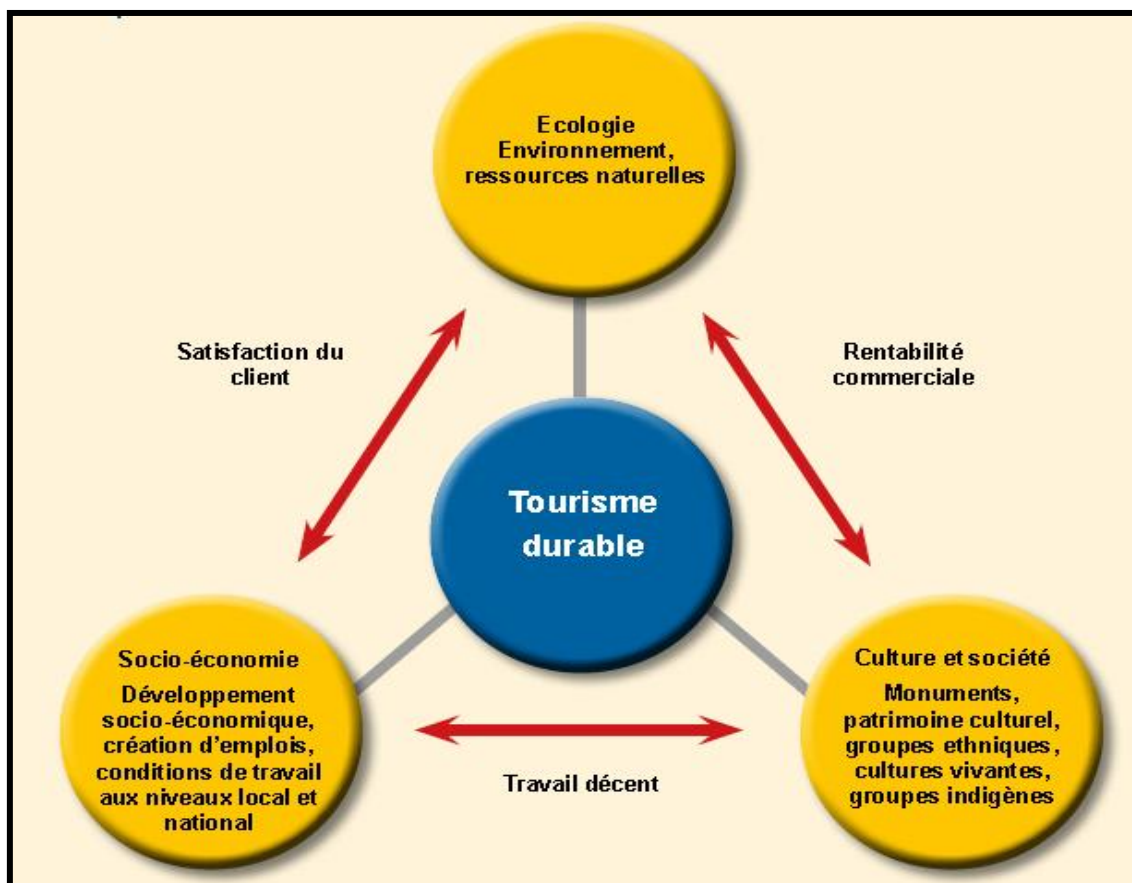 Ecologie
Environnement,
ressources naturelles
Satisfaction du
client
Rentabilité
commerciale
Tourisme
durable
Socio-économie
Développement
socio-économique,
création d'emplois,
conditions de travail
aux niveaux local et
national
Culture et société
Monuments,
patrimoine culturel,
groupes ethniques,
cultures vivantes,
groupes indigènes
Travail décent